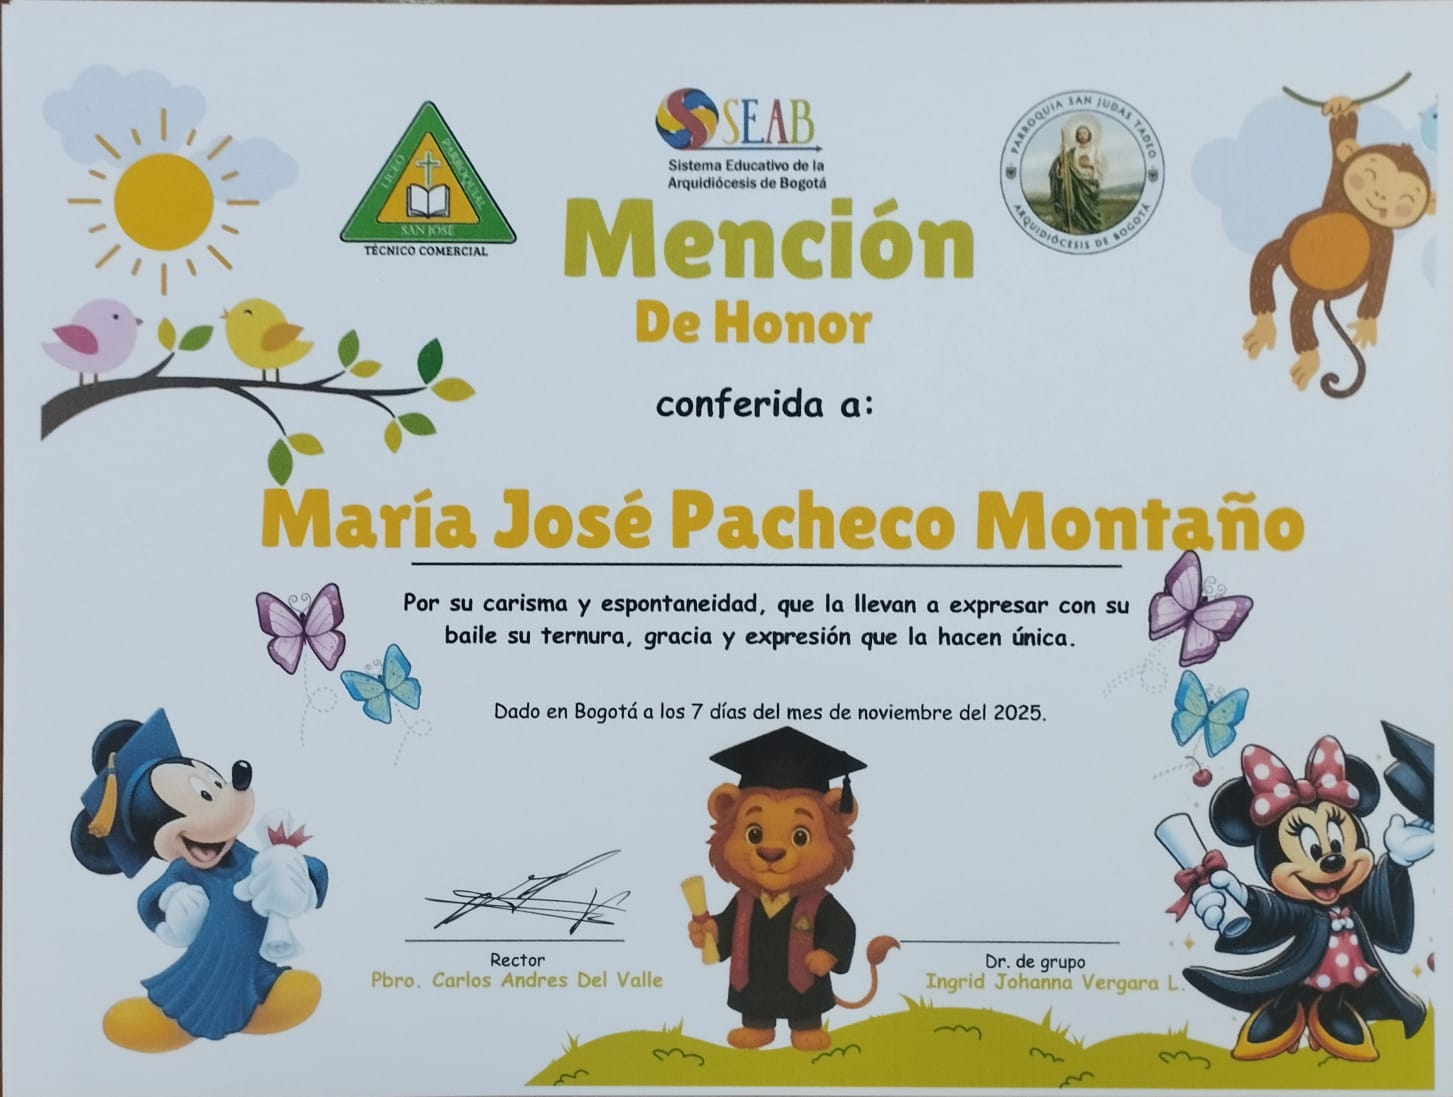 SEAB
Sistema Educativo de la
Arquidiócesis de Bogotá
LICEO PARROQUIAL
SAN JOSÉ
TÉCNICO COMERCIAL
PARROQUIA SAN JUDAS TADEO
ARQUIDIÓCESIS DE BOGOTÁ
Mención
De Honor
conferida a:
María José Pacheco Montaño
Por su carisma y espontaneidad, que la llevan a expresar con su
baile su ternura, gracia y expresión que la hacen única.
Dado en Bogotá a los 7 días del mes de noviembre del 2025.
Rector
Pbro. Carlos Andres Del Valle
Dr. de grupo
Ingrid Johanna Vergara L.